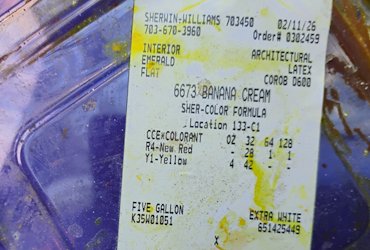 SHERWIN-WILLIAMS 703450 02/11/26
703-670-3960 Order# 0302459
INTERIOR ARCHITECTURAL
EMERALD LATEX
FLAT COROB D600
6673 BANANA CREAM
SHER-COLOR FORMULA
Location 133-C1
CCE*COLORANT OZ 32 64 128
R4-New Red - 28 1 1
Y1-Yellow 4 42 - -
FIVE GALLON EXTRA WHITE
K35W01051 651425449
X